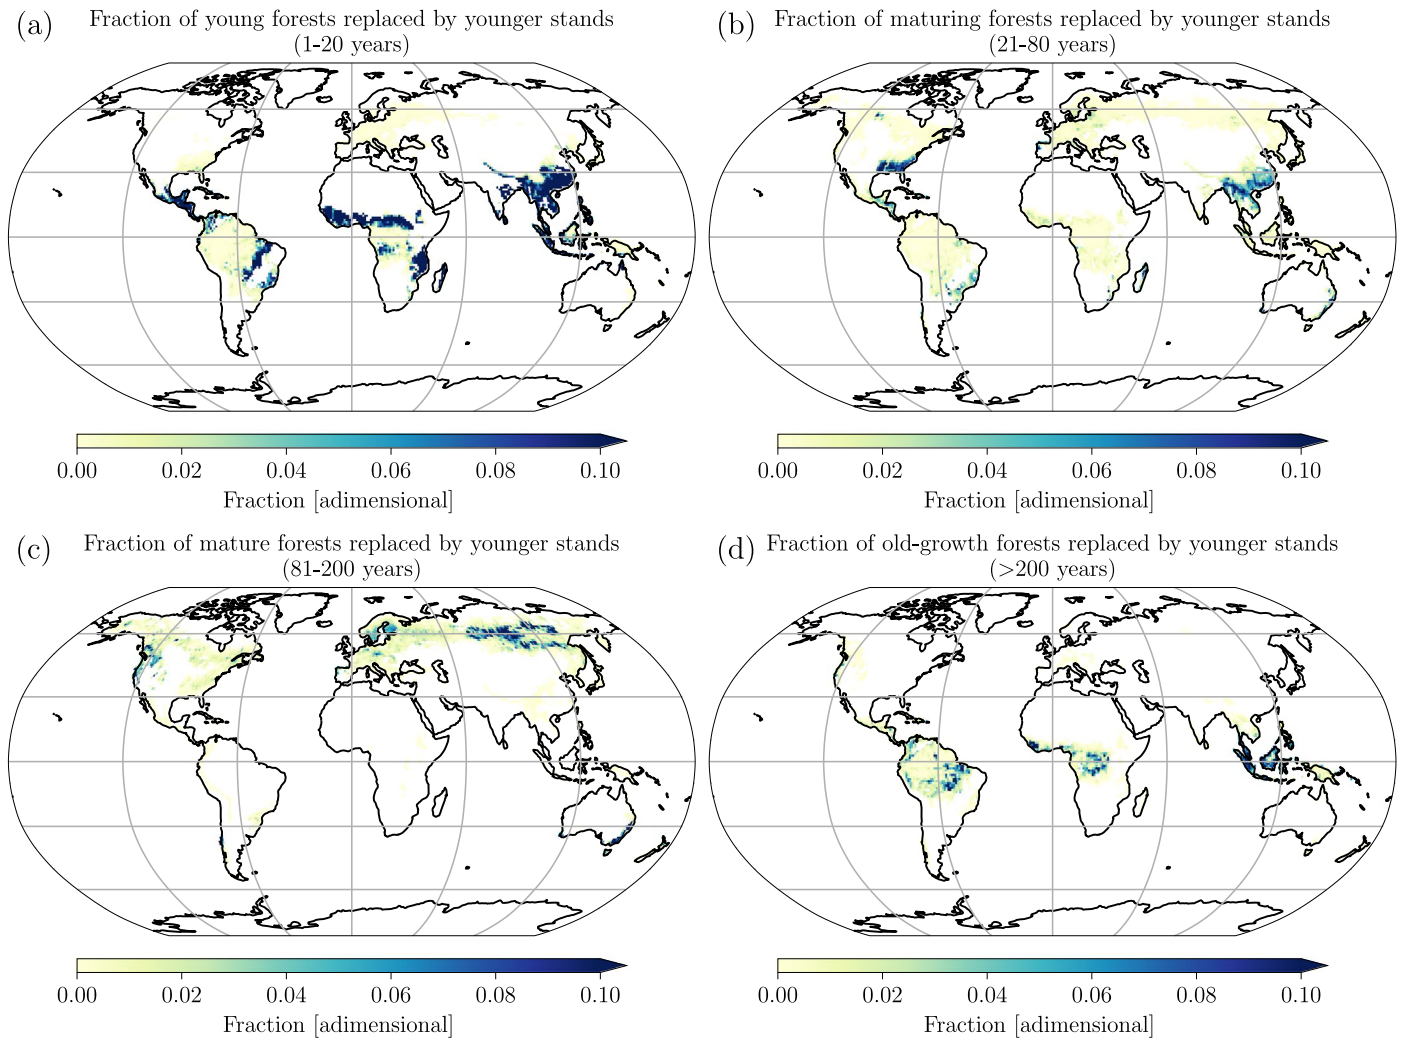 (a)
Fraction of young forests replaced by younger stands
(1-20 years)
0.00 0.02 0.04 0.06 0.08 0.10
Fraction [adimensional]
(b)
Fraction of maturing forests replaced by younger stands
(21-80 years)
0.00 0.02 0.04 0.06 0.08 0.10
Fraction [adimensional]
(c)
Fraction of mature forests replaced by younger stands
(81-200 years)
0.00 0.02 0.04 0.06 0.08 0.10
Fraction [adimensional]
(d)
Fraction of old-growth forests replaced by younger stands
(>200 years)
0.00 0.02 0.04 0.06 0.08 0.10
Fraction [adimensional]